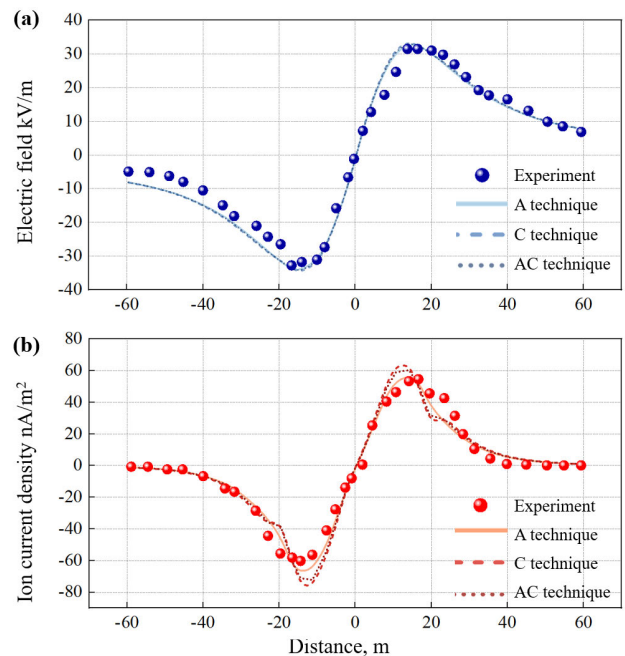 (a)
Electric field kV/m
40
30
20
10
0
-10
-20
-30
-40
Experiment
A technique
C technique
AC technique
-60 -40 -20 0 20 40 60
(b)
Ion current density nA/m²
80
60
40
20
0
-20
-40
-60
-80
Experiment
A technique
C technique
AC technique
-60 -40 -20 0 20 40 60
Distance, m